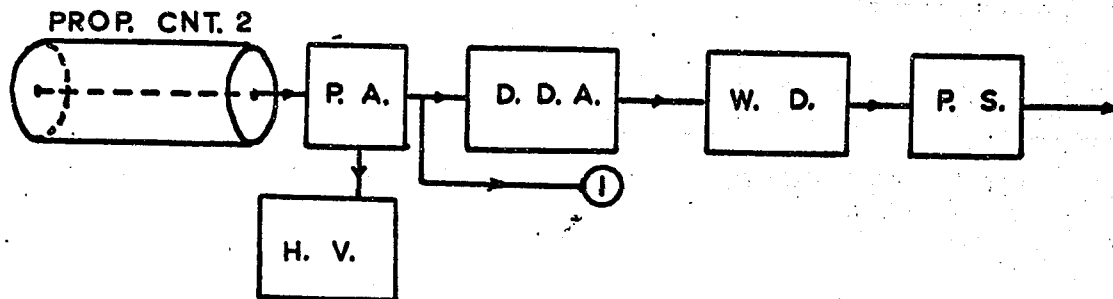 PROP. CNT. 2
P. A.
D. D. A.
W. D.
P. S.
1
H. V.